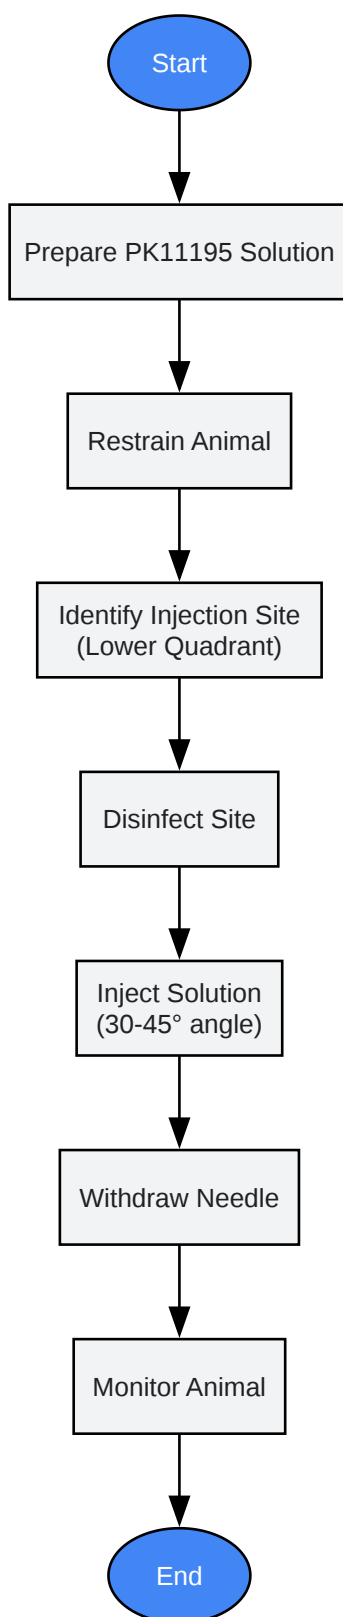 Start
Prepare PK11195 Solution
Restrain Animal
Identify Injection Site
(Lower Quadrant)
Disinfect Site
Inject Solution
(30-45° angle)
Withdraw Needle
Monitor Animal
End